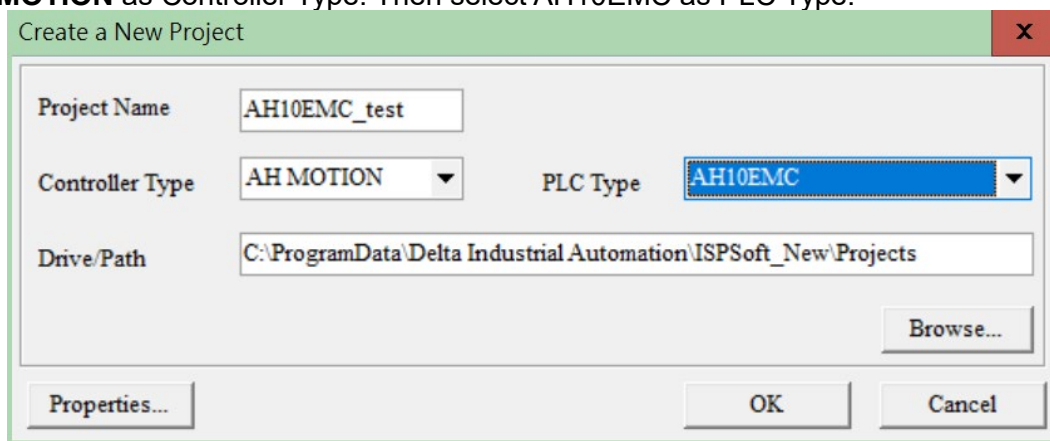 MOTION as Controller Type. Then select AH10EMC as PLC Type.
Create a New Project
x
Project Name AH10EMC_test
Controller Type AH MOTION PLC Type AH10EMC
Drive/Path C:\ProgramData\Delta Industrial Automation\ISPSoft_New\Projects
Browse...
Properties... OK Cancel